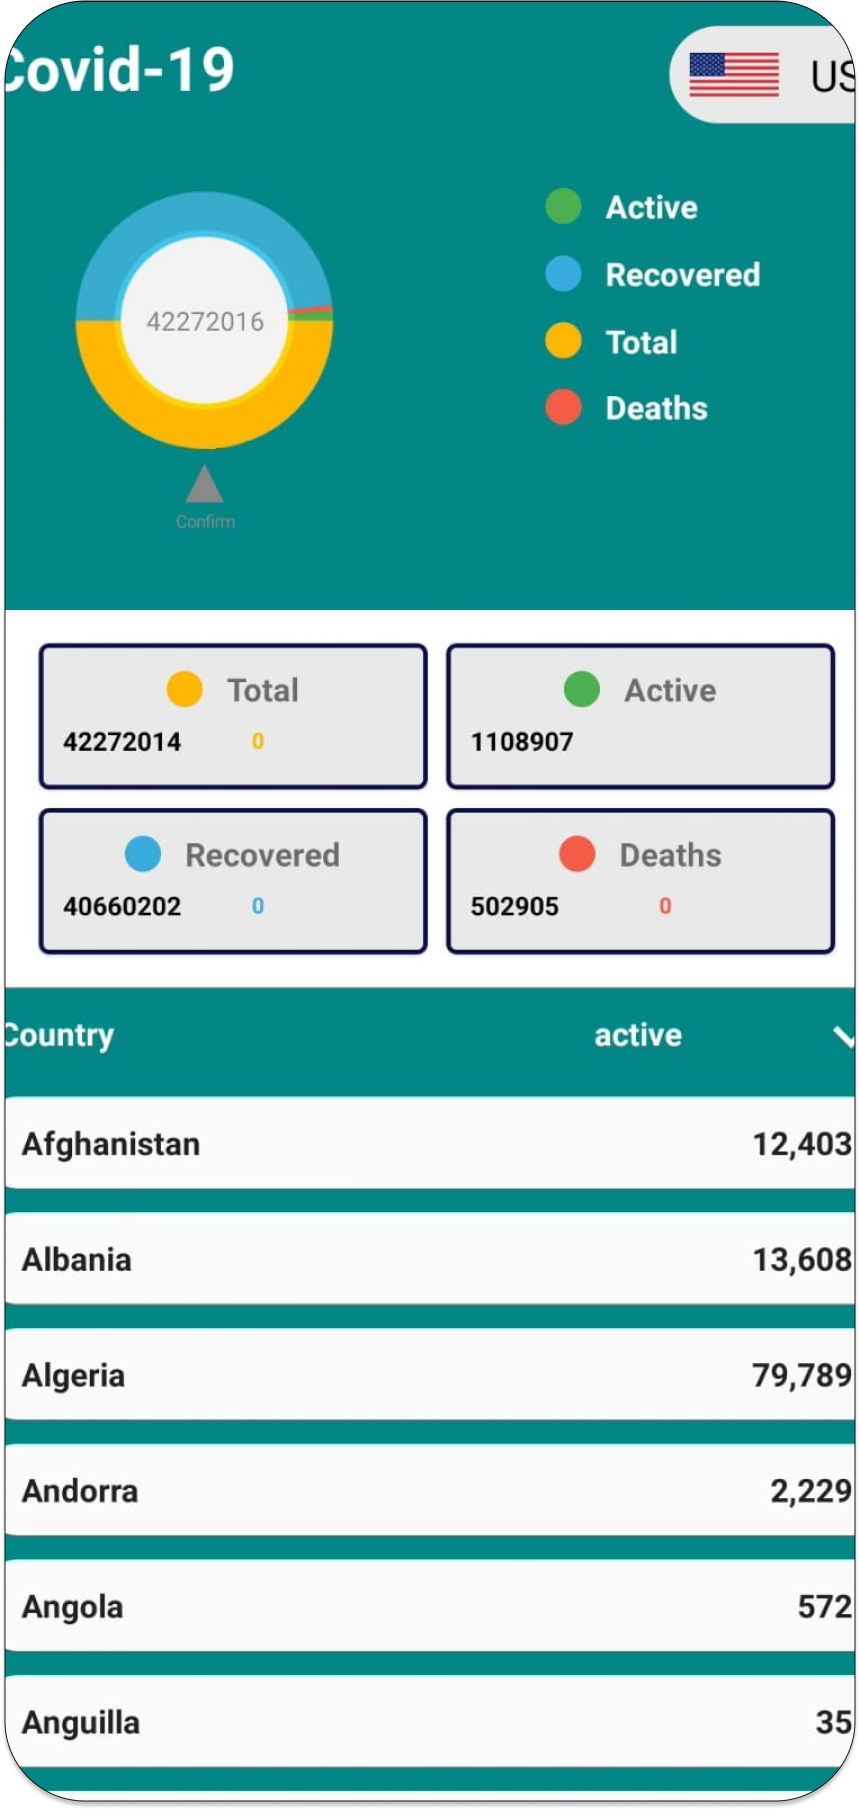 Covid-19
US
Active
Recovered
Total
Deaths
42272016
Confirm
Total
42272014 0
Active
1108907
Recovered
40660202 0
Deaths
502905 0
Country active
Afghanistan 12,403
Albania 13,608
Algeria 79,789
Andorra 2,229
Angola 572
Anguilla 35